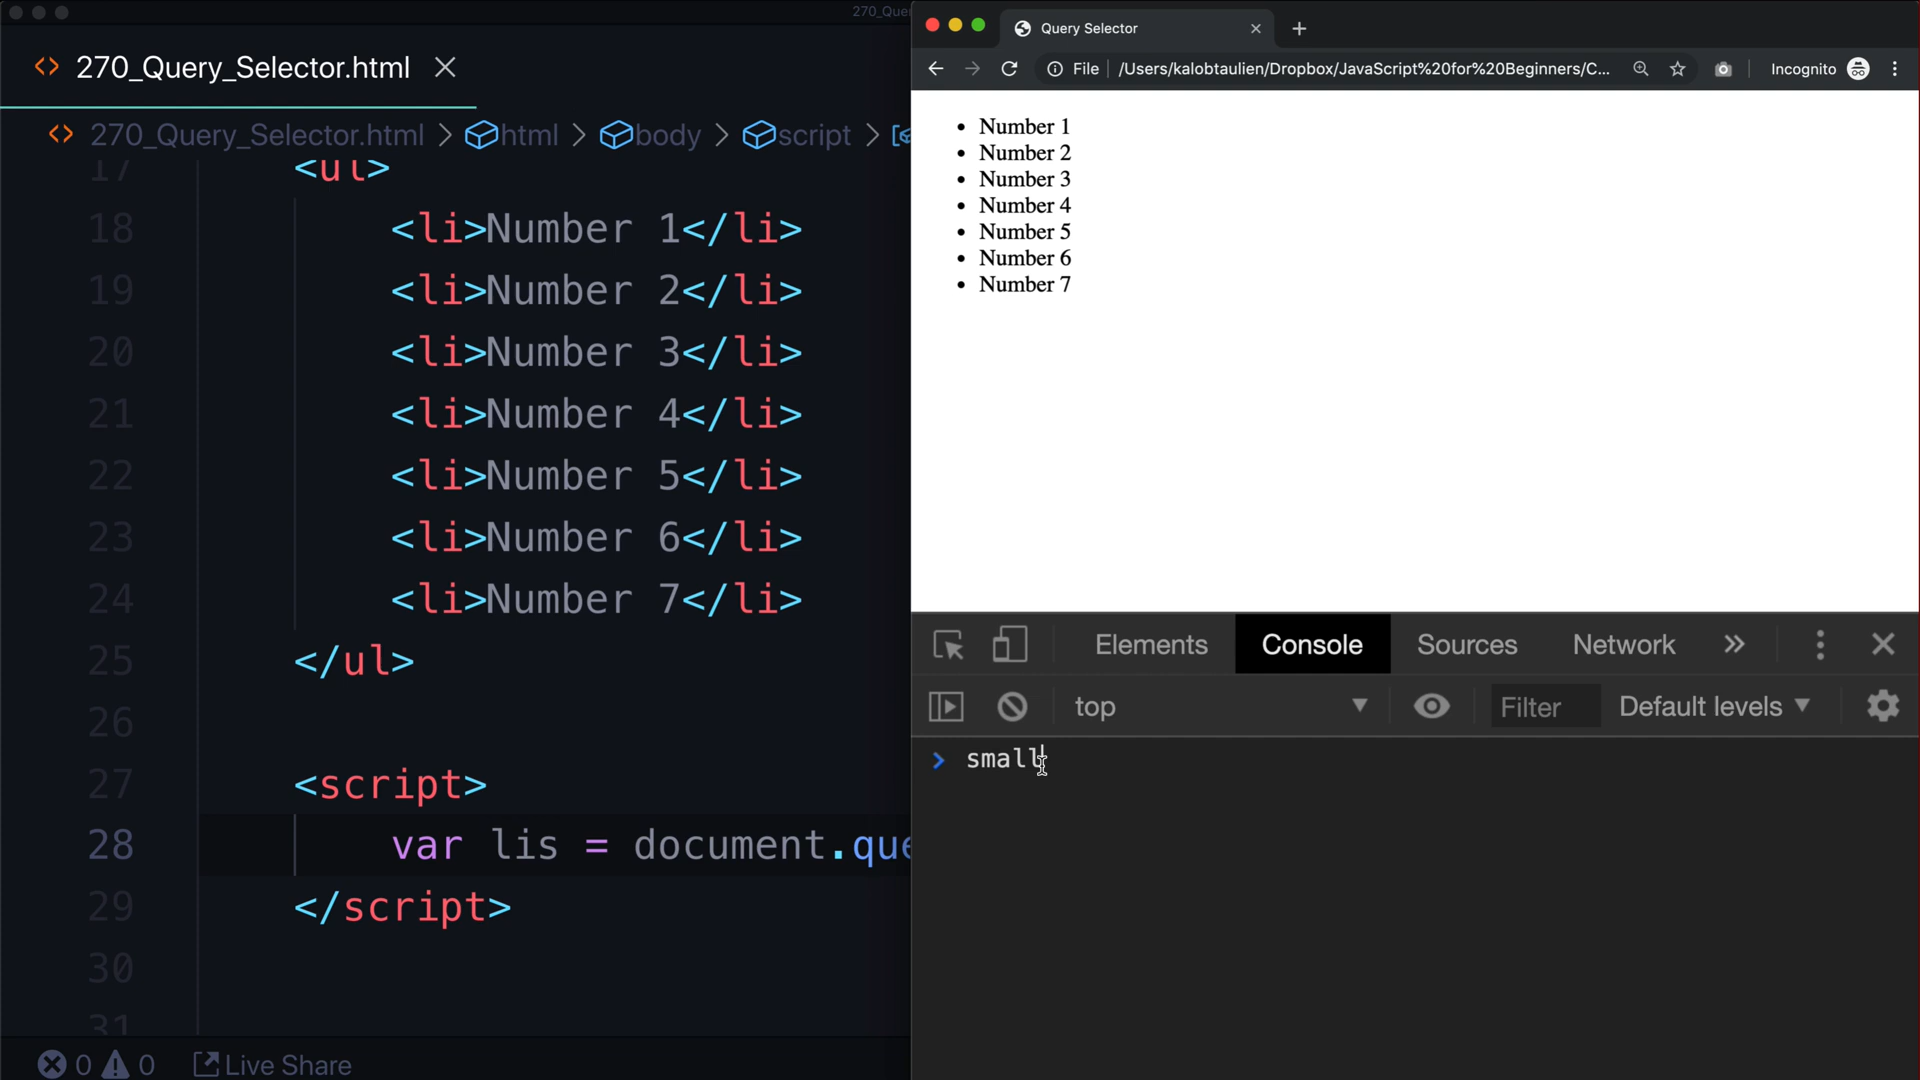 270_Que
270_Query_Selector.html
270_Query_Selector.html > html > body > script >
17 <ul>
18 <li>Number 1</li>
19 <li>Number 2</li>
20 <li>Number 3</li>
21 <li>Number 4</li>
22 <li>Number 5</li>
23 <li>Number 6</li>
24 <li>Number 7</li>
25 </ul>
26
27 <script>
28 var lis = document.que
29 </script>
30
31
0 0 Live Share
Query Selector
File /Users/kalobtaulien/Dropbox/JavaScript%20for%20Beginners/C... Incognito
• Number 1
• Number 2
• Number 3
• Number 4
• Number 5
• Number 6
• Number 7
Elements Console Sources Network
top Filter Default levels
> small